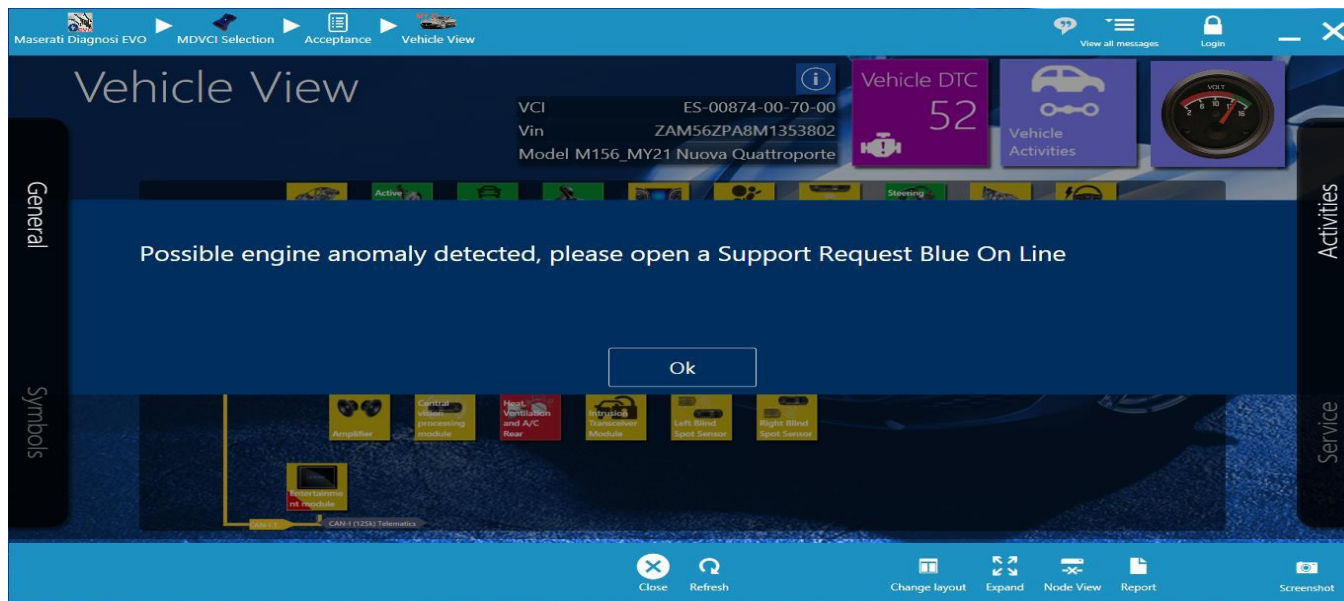 Maserati Diagnosi EVO
MDVCI Selection
Acceptance
Vehicle View
View all messages
Login
Vehicle View
VCI ES-00874-00-70-00
Vin ZAM56ZPA8M1353802
Model M156_MY21 Nuova Quattroporte
Vehicle DTC
52
Vehicle
Activities
VOLT
General
Symbols
Activities
Service
Active
Steering
Possible engine anomaly detected, please open a Support Request Blue On Line
Ok
Amplifier
Central
vision
processing
module
Heat,
Ventilation
and A/C
Rear
Intrusion
Transceiver
Module
Left Blind
Spot Sensor
Right Blind
Spot Sensor
Entertainme
nt module
CAN-I T
CAN-I (125k) Telematics
Close
Refresh
Change layout
Expand
Node View
Report
Screenshot